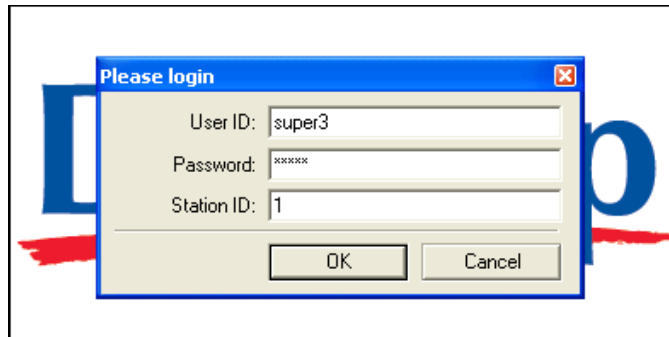 Please login
User ID: super3
Password: *****
Station ID: 1
OK Cancel